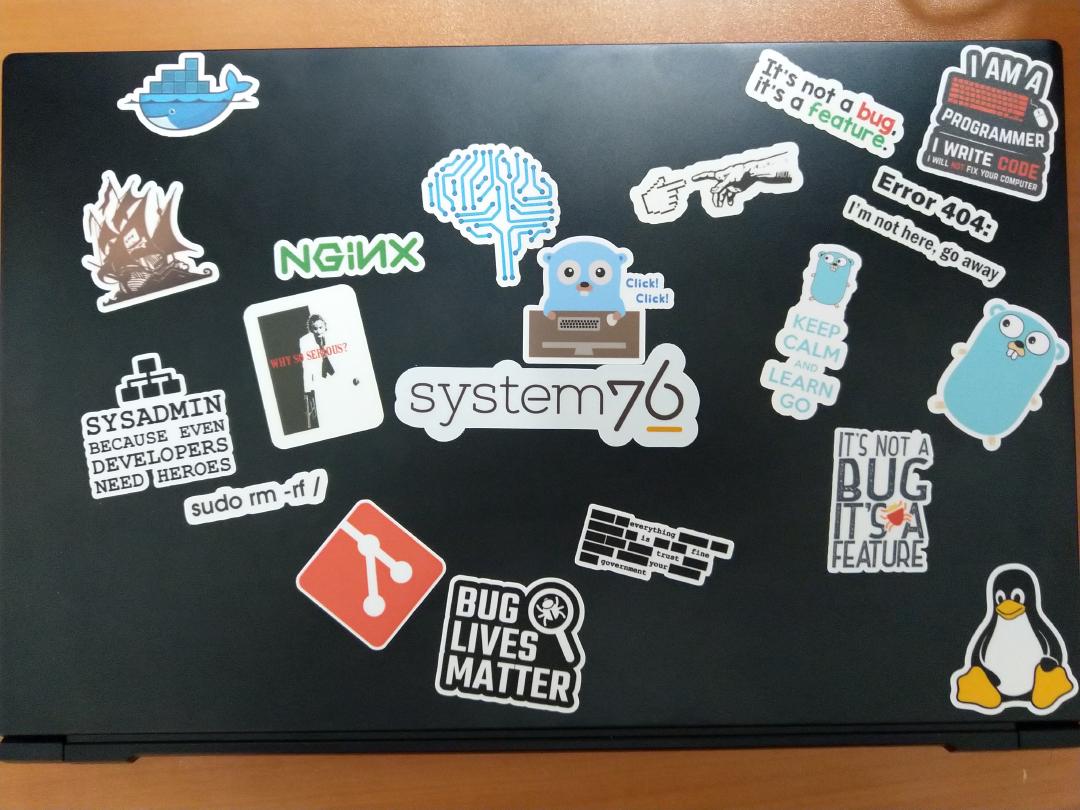 It's not a bug,
it's a feature.
I AM A
PROGRAMMER
I WRITE CODE
I WILL NOT FIX YOUR COMPUTER
Error 404:
I'm not here, go away
NGiNX
Click!
Click!
WHY SO SERIOUS?
system76
KEEP
CALM
AND
LEARN
GO
SYSADMIN
BECAUSE EVEN
DEVELOPERS
NEED HEROES
sudo rm -rf /
IT'S NOT A
BUG
IT'S A
FEATURE
everything
is fine
trust
government your
BUG
LIVES
MATTER